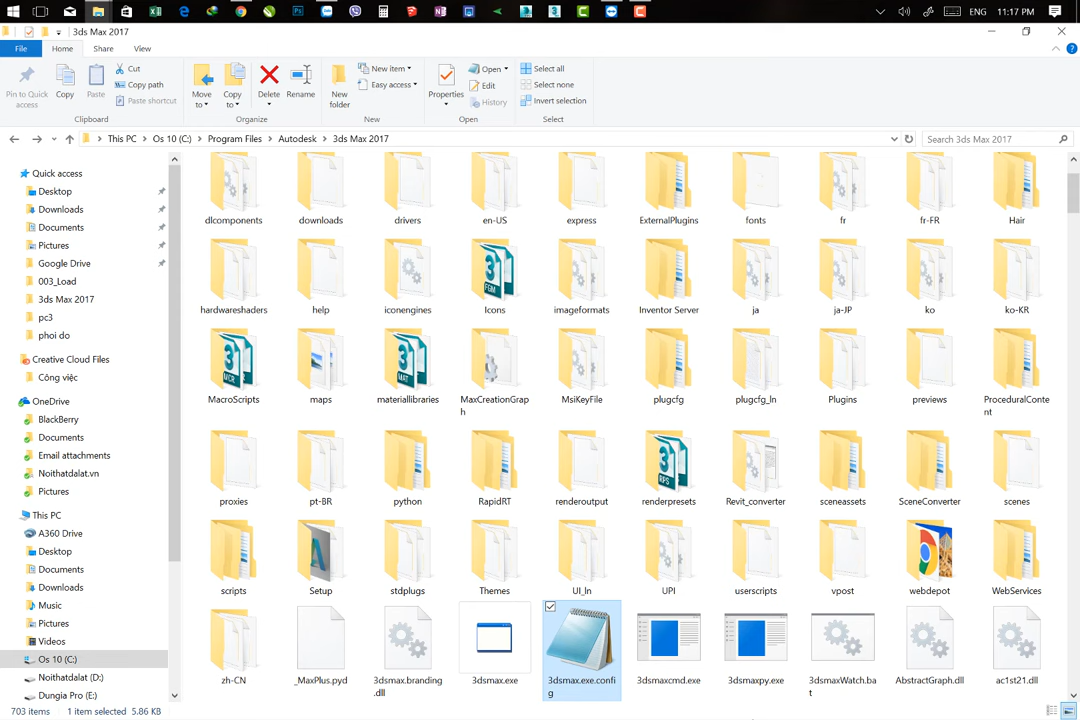 ENG 11:17 PM
3ds Max 2017
File Home Share View
Pin to Quick access
Copy
Paste
Cut
Copy path
Paste shortcut
Clipboard
Move to
Copy to
Delete
Rename
Organize
New folder
New item
Easy access
New
Properties
Open
Edit
History
Open
Select all
Select none
Invert selection
Select
This PC > Os 10 (C:) > Program Files > Autodesk > 3ds Max 2017
Search 3ds Max 2017
Quick access
Desktop
Downloads
Documents
Pictures
Google Drive
003_Load
3ds Max 2017
pc3
phoi do
Creative Cloud Files
Công việc
OneDrive
BlackBerry
Documents
Email attachments
Noithatdalat.vn
Pictures
This PC
A360 Drive
Desktop
Documents
Downloads
Music
Pictures
Videos
Os 10 (C:)
Noithatdalat (D:)
Dungia Pro (E:)
dlcomponents downloads drivers en-US express ExternalPlugins fonts fr fr-FR Hair
hardwareshaders help iconengines Icons imageformats Inventor Server ja ja-JP ko ko-KR
MacroScripts maps materiallibraries MaxCreationGrap
h MsiKeyFile plugcfg plugcfg_ln Plugins previews ProceduralConte
nt
proxies pt-BR python RapidRT renderoutput renderpresets Revit_converter sceneassets SceneConverter scenes
scripts Setup stdplugs Themes UI_ln UPI userscripts vpost webdepot WebServices
zh-CN _MaxPlus.pyd 3dsmax.branding
.dll 3dsmax.exe 3dsmax.exe.confi
g 3dsmaxcmd.exe 3dsmaxpy.exe 3dsmaxWatch.ba
t AbstractGraph.dll ac1st21.dll
703 items 1 item selected 5.86 KB